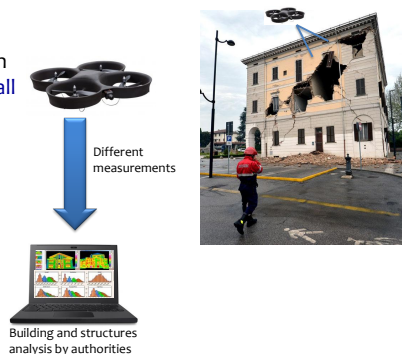 n
all
Different
measurements
Building and structures
analysis by authorities